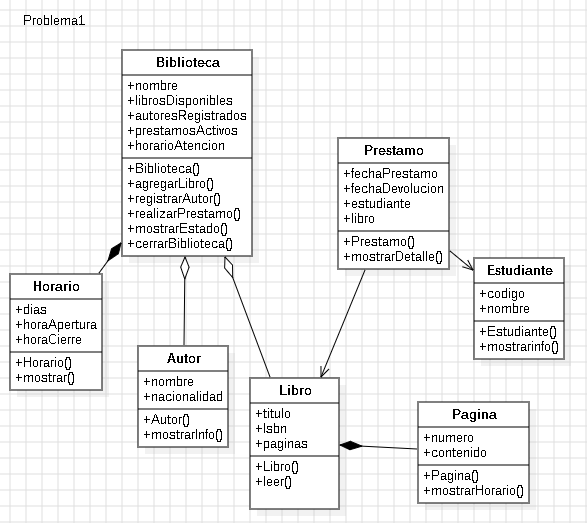 Problema1
Biblioteca
+nombre
+librosDisponibles
+autoresRegistrados
+prestamosActivos
+horarioAtencion
+Biblioteca()
+agregarLibro()
+registrarAutor()
+realizarPrestamo()
+mostrarEstado()
+cerrarBiblioteca()
Prestamo
+fechaPrestamo
+fechaDevolucion
+estudiante
+libro
+Prestamo()
+mostrarDetalle()
Estudiante
+codigo
+nombre
+Estudiante()
+mostrarinfo()
Horario
+dias
+horaApertura
+horaCierre
+Horario()
+mostrar()
Autor
+nombre
+nacionalidad
+Autor()
+mostrarInfo()
Libro
+titulo
+Isbn
+paginas
+Libro()
+leer()
Pagina
+numero
+contenido
+Pagina()
+mostrarHorario()